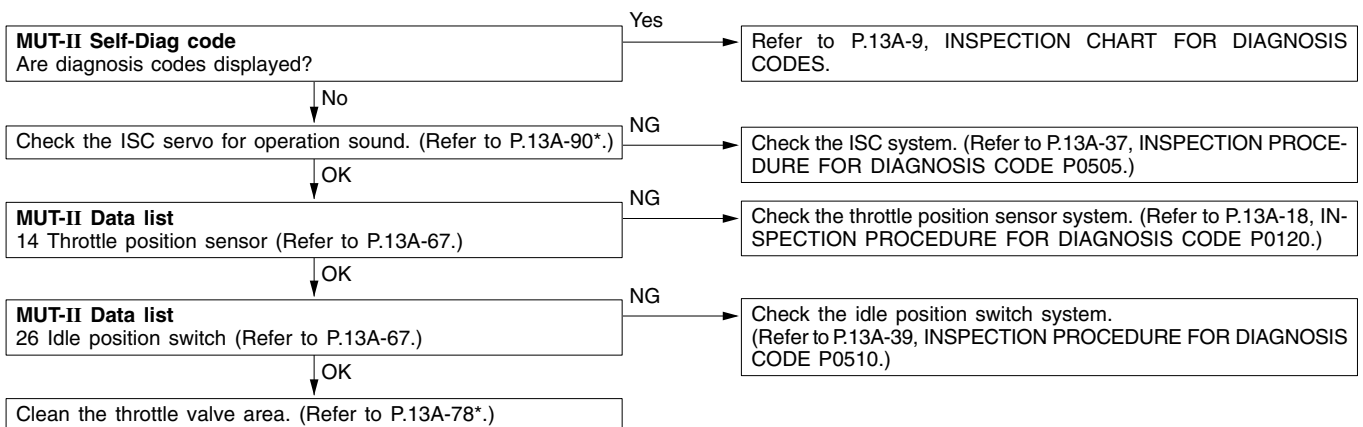 MUT-II Self-Diag code
Are diagnosis codes displayed?
Yes
Refer to P.13A-9, INSPECTION CHART FOR DIAGNOSIS
CODES.
No
Check the ISC servo for operation sound. (Refer to P.13A-90*.)
NG
Check the ISC system. (Refer to P.13A-37, INSPECTION PROCE-
DURE FOR DIAGNOSIS CODE P0505.)
OK
MUT-II Data list
14 Throttle position sensor (Refer to P.13A-67.)
NG
Check the throttle position sensor system. (Refer to P.13A-18, IN-
SPECTION PROCEDURE FOR DIAGNOSIS CODE P0120.)
OK
MUT-II Data list
26 Idle position switch (Refer to P.13A-67.)
NG
Check the idle position switch system.
(Refer to P.13A-39, INSPECTION PROCEDURE FOR DIAGNOSIS
CODE P0510.)
OK
Clean the throttle valve area. (Refer to P.13A-78*.)